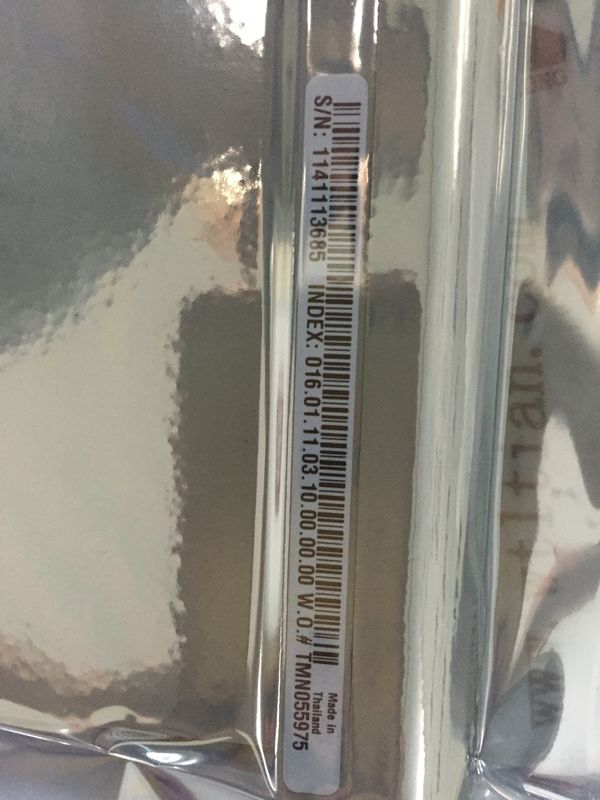 S/N: 1141113685 INDEX: 016.01.11.03.10.00.00.00 W.O.# TMN055975
Made in
Thailand